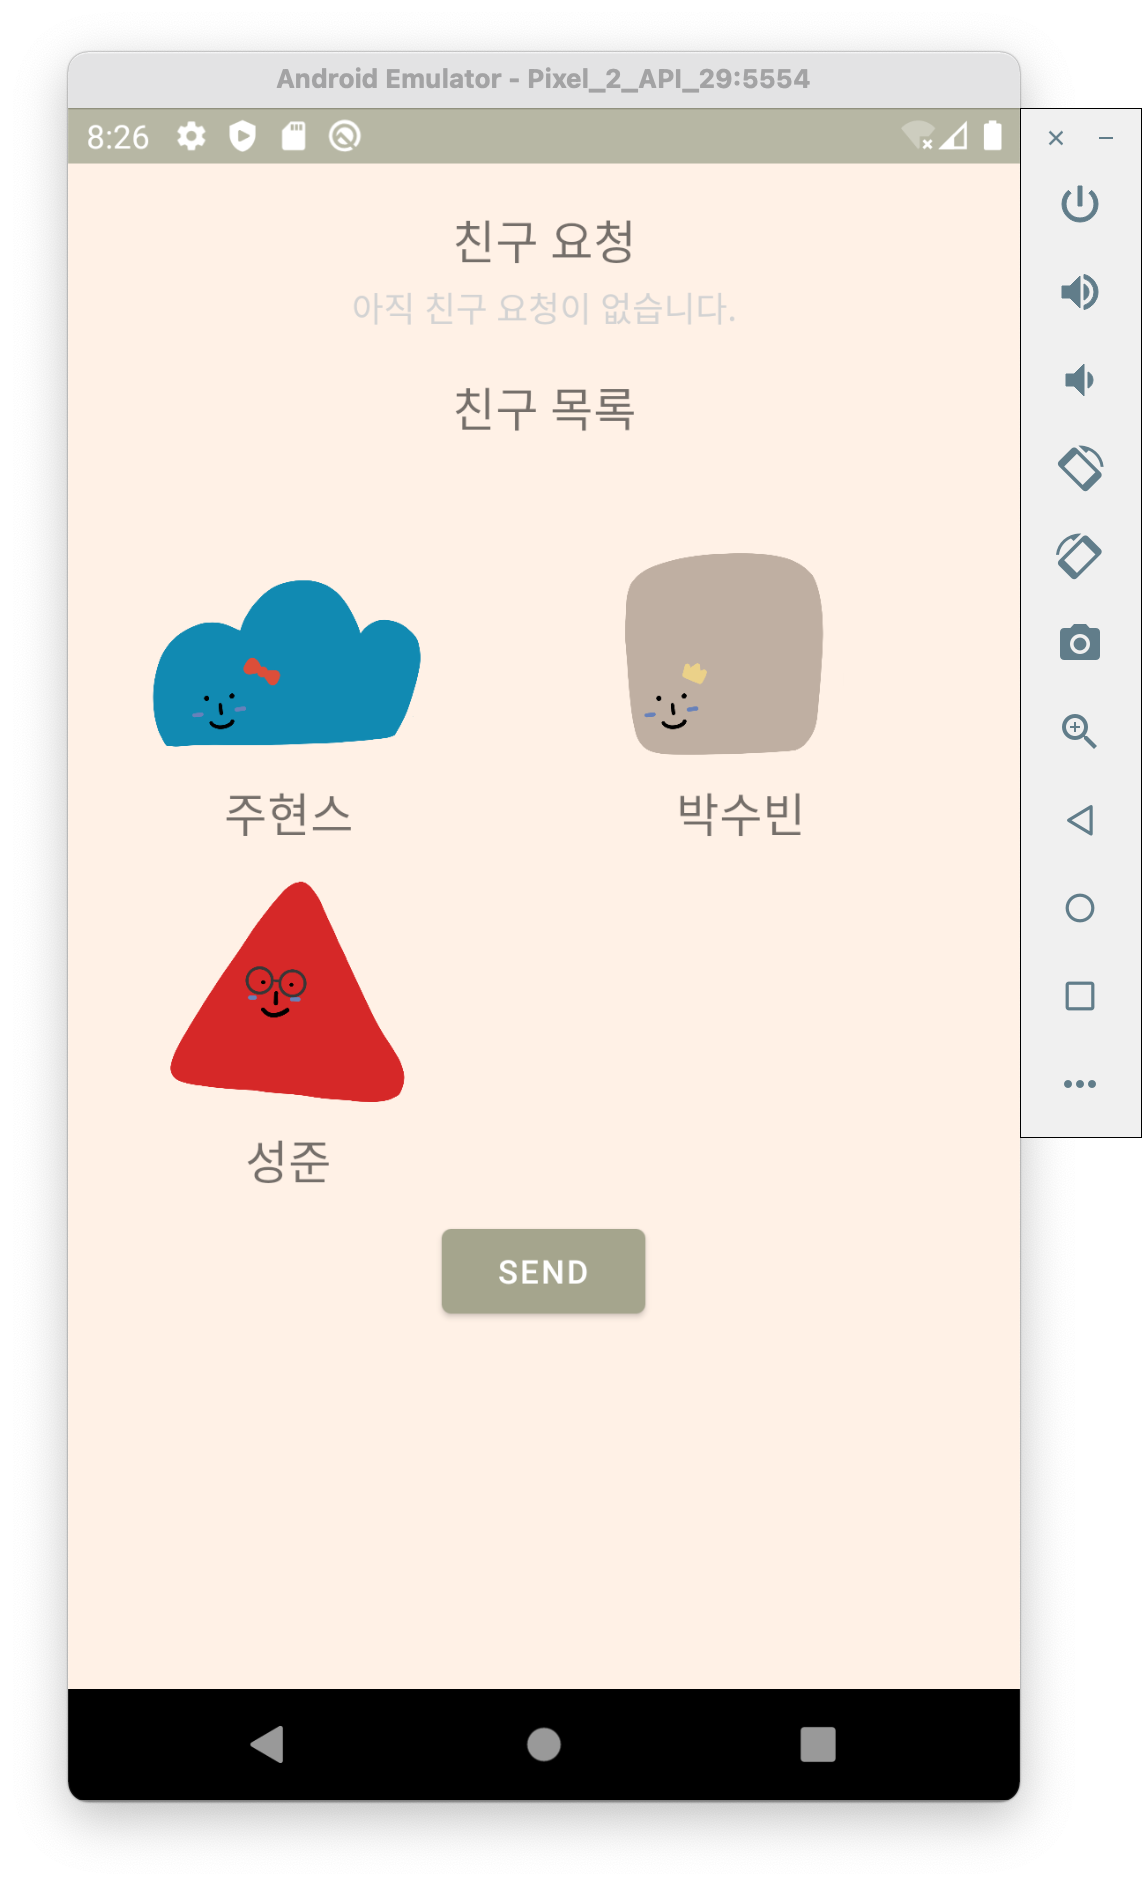 Android Emulator - Pixel_2_API_29:5554
8:26
친구 요청
아직 친구 요청이 없습니다.
친구 목록
주현스 박수빈
성준
SEND